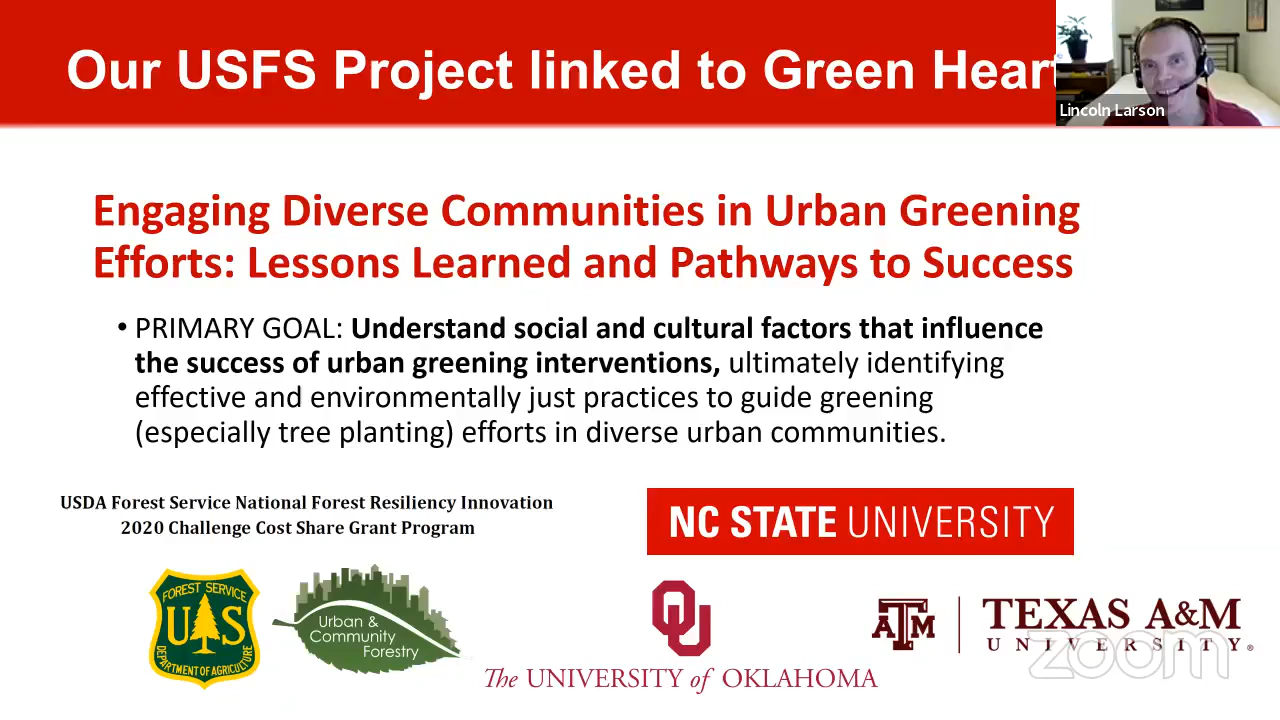 Our USFS Project linked to Green Heart
Lincoln Larson
Engaging Diverse Communities in Urban Greening
Efforts: Lessons Learned and Pathways to Success
• PRIMARY GOAL: Understand social and cultural factors that influence
the success of urban greening interventions, ultimately identifying
effective and environmentally just practices to guide greening
(especially tree planting) efforts in diverse urban communities.
USDA Forest Service National Forest Resiliency Innovation
2020 Challenge Cost Share Grant Program
NC STATE UNIVERSITY
FOREST SERVICE
U S
DEPARTMENT OF AGRICULTURE
Urban &
Community
Forestry
OU
The UNIVERSITY of OKLAHOMA
ATM
TEXAS A&M
UNIVERSITY®
zoom